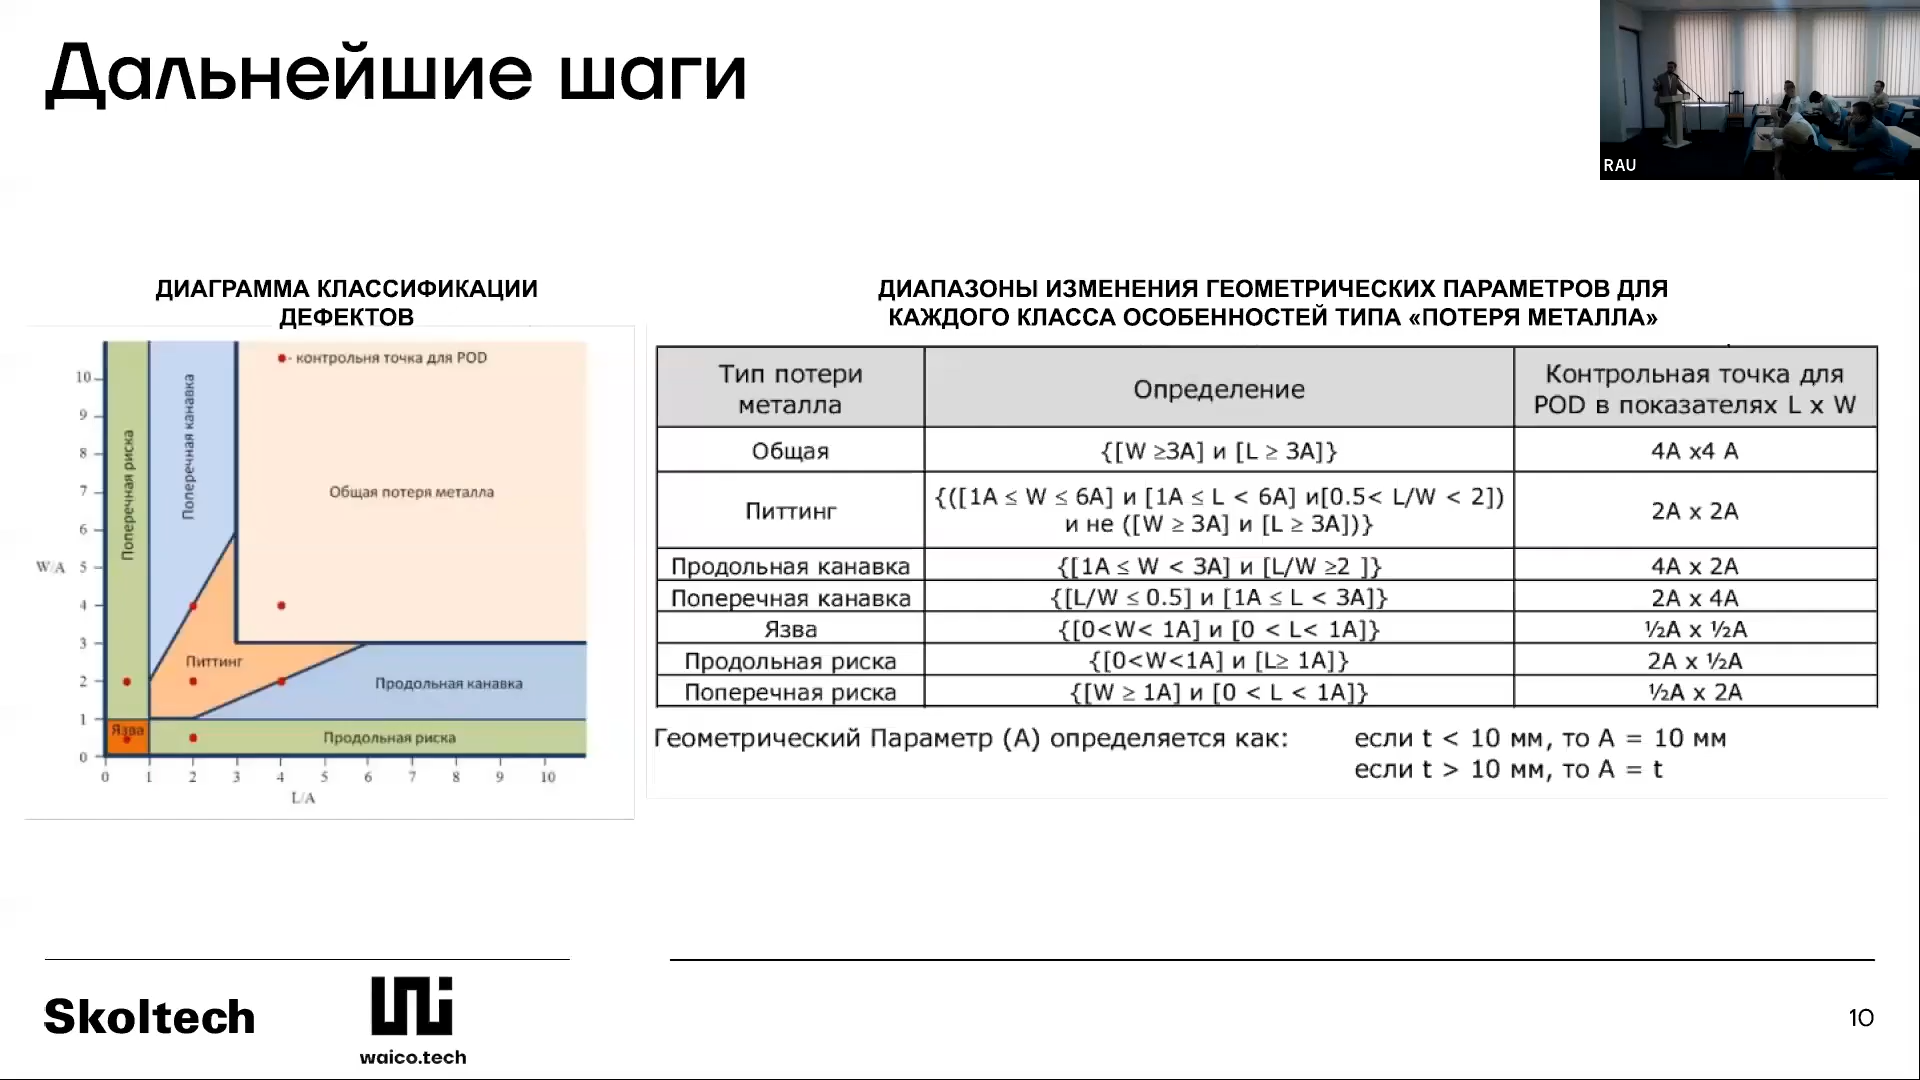 Дальнейшие шаги
RAU
ДИАГРАММА КЛАССИФИКАЦИИ
ДЕФЕКТОВ
•- контрольня точка для POD
10
9
8
7
6
W/A 5
4
3
2
1
0
0 1 2 3 4 5 6 7 8 9 10
L/A
Поперечная риска
Поперечная канавка
Общая потеря металла
Питтинг
Продольная канавка
Язва
Продольная риска
ДИАПАЗОНЫ ИЗМЕНЕНИЯ ГЕОМЕТРИЧЕСКИХ ПАРАМЕТРОВ ДЛЯ
КАЖДОГО КЛАССА ОСОБЕННОСТЕЙ ТИПА «ПОТЕРЯ МЕТАЛЛА»
Тип потери
металла
Определение
Контрольная точка для
POD в показателях L x W
Общая {[W ≥3A] и [L ≥ 3A]} 4A x4 A
Питтинг
{([1A ≤ W ≤ 6A] и [1A ≤ L < 6A] и[0.5< L/W < 2])
и не ([W ≥ 3A] и [L ≥ 3A])}
2A x 2A
Продольная канавка {[1A ≤ W < 3A] и [L/W ≥2 ]} 4A x 2A
Поперечная канавка {[L/W ≤ 0.5] и [1A ≤ L < 3A]} 2A x 4A
Язва {[0<W< 1A] и [0 < L< 1A]} ½A x ½A
Продольная риска {[0<W<1A] и [L≥ 1A]} 2A x ½A
Поперечная риска {[W ≥ 1A] и [0 < L < 1A]} ½A x 2A
Геометрический Параметр (А) определяется как: если t < 10 мм, то A = 10 мм
если t > 10 мм, то A = t
Skoltech
waico.tech
10